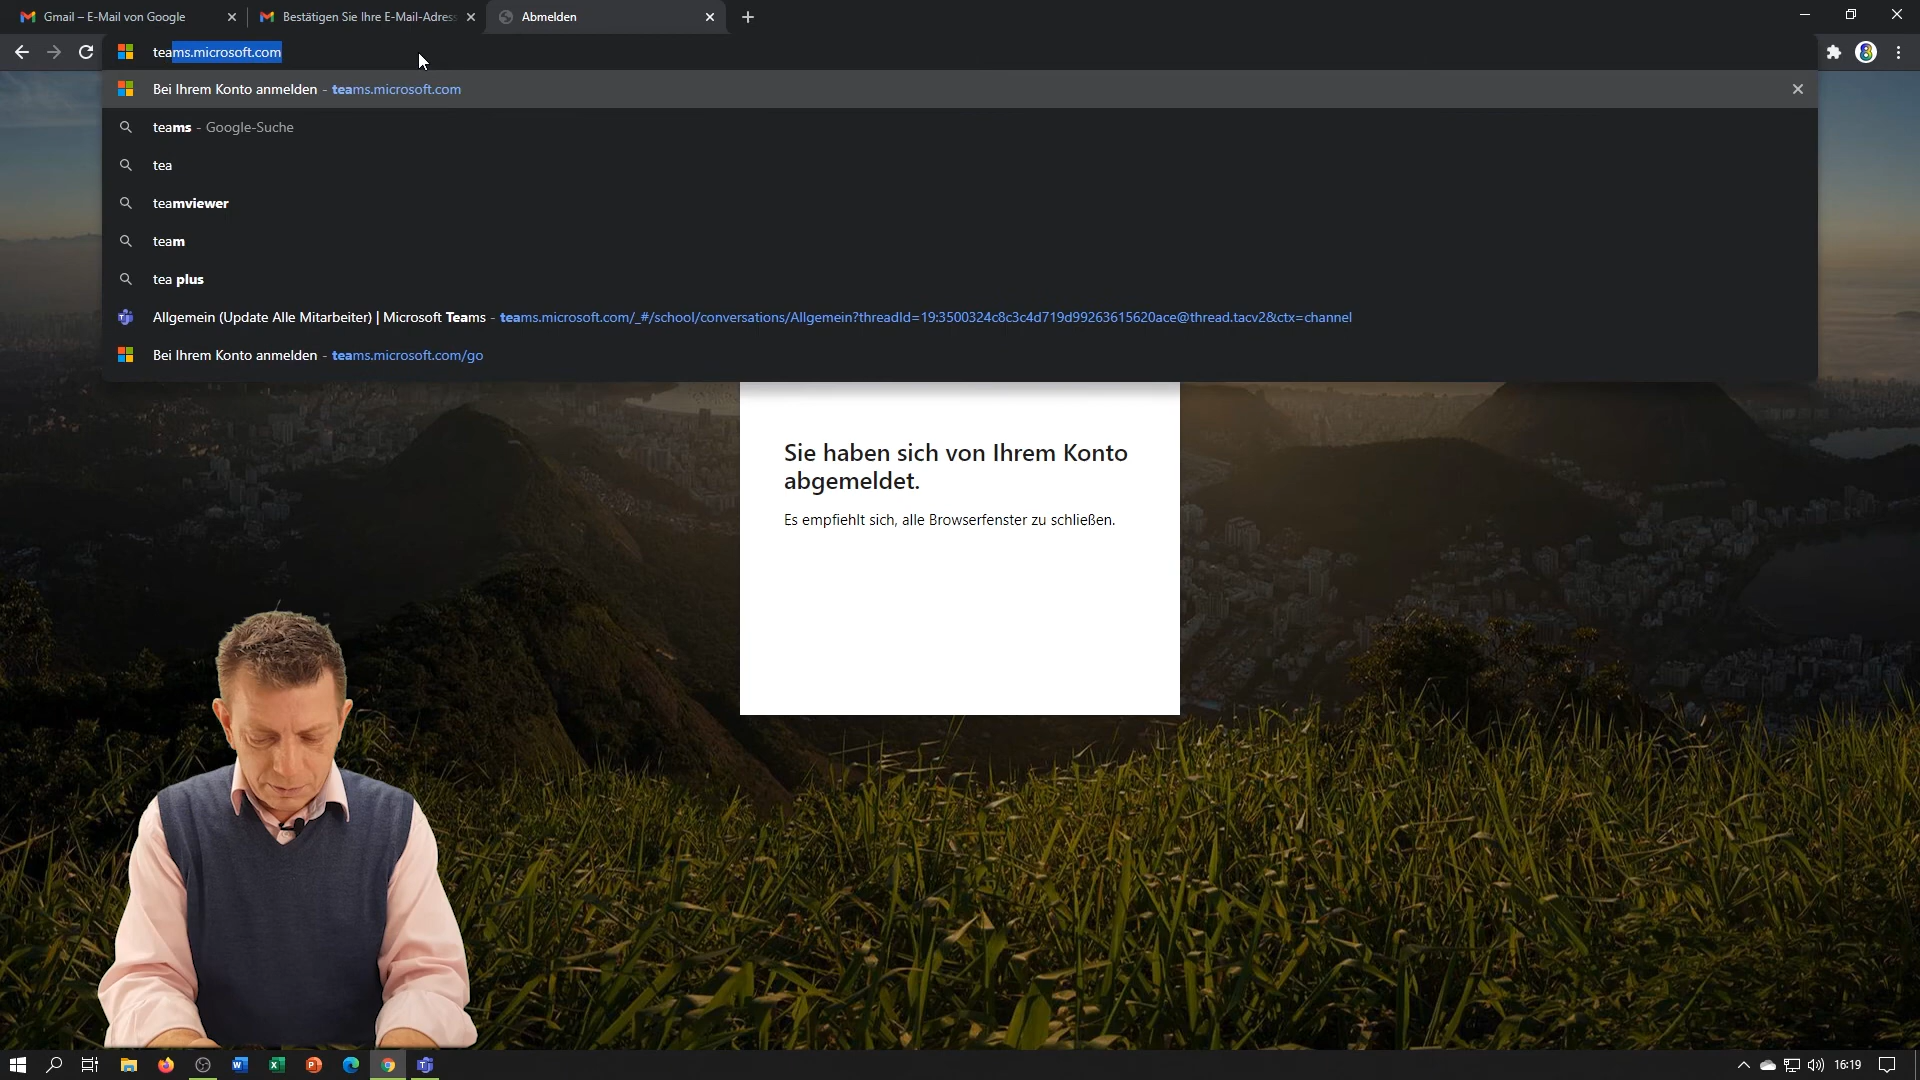 Gmail – E-Mail von Google
Bestätigen Sie Ihre E-Mail-Adress
Abmelden
teams.microsoft.com
Bei Ihrem Konto anmelden - teams.microsoft.com
teams - Google-Suche
tea
teamviewer
team
tea plus
Allgemein (Update Alle Mitarbeiter) | Microsoft Teams - teams.microsoft.com/_#/school/conversations/Allgemein?threadId=19:3500324c8c3c4d719d99263615620ace@thread.tacv2&ctx=channel
Bei Ihrem Konto anmelden - teams.microsoft.com/go
Sie haben sich von Ihrem Konto
abgemeldet.
Es empfiehlt sich, alle Browserfenster zu schließen.
16:19